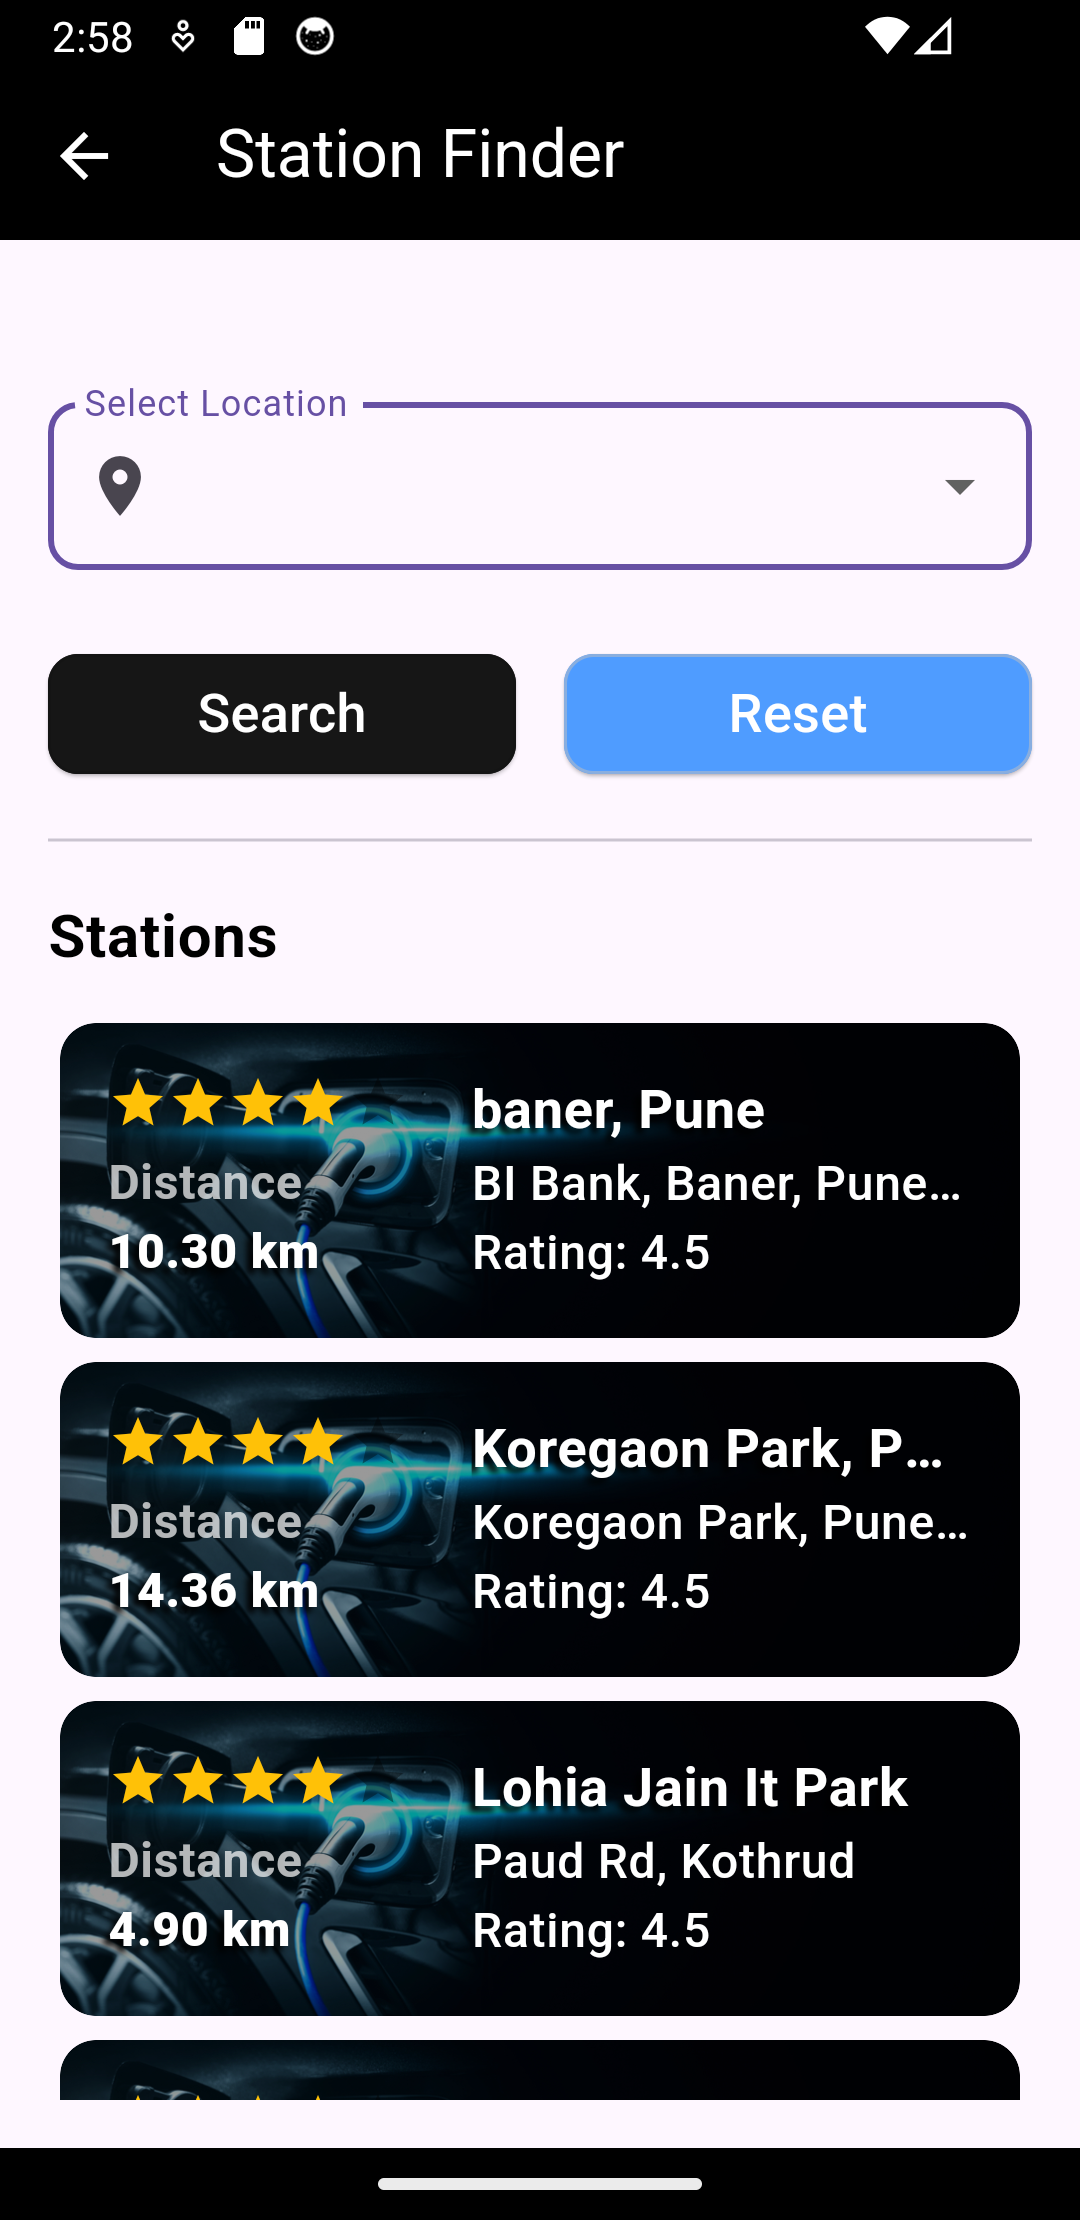 2:58
Station Finder
Select Location
Search
Reset
Stations
baner, Pune
Distance
BI Bank, Baner, Pune...
10.30 km
Rating: 4.5
Koregaon Park, P...
Distance
Koregaon Park, Pune...
14.36 km
Rating: 4.5
Lohia Jain It Park
Distance
Paud Rd, Kothrud
4.90 km
Rating: 4.5